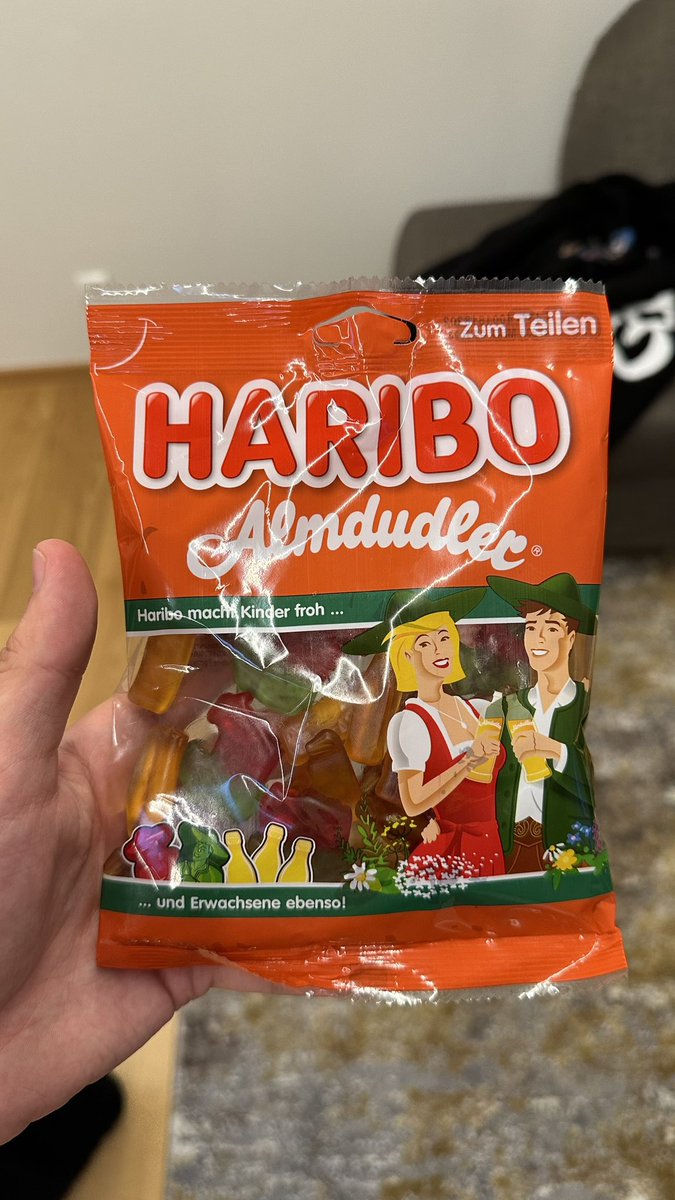 Zum Teilen
HARIBO
Almdudler®
Haribo macht Kinder froh ...
... und Erwachsene ebenso!